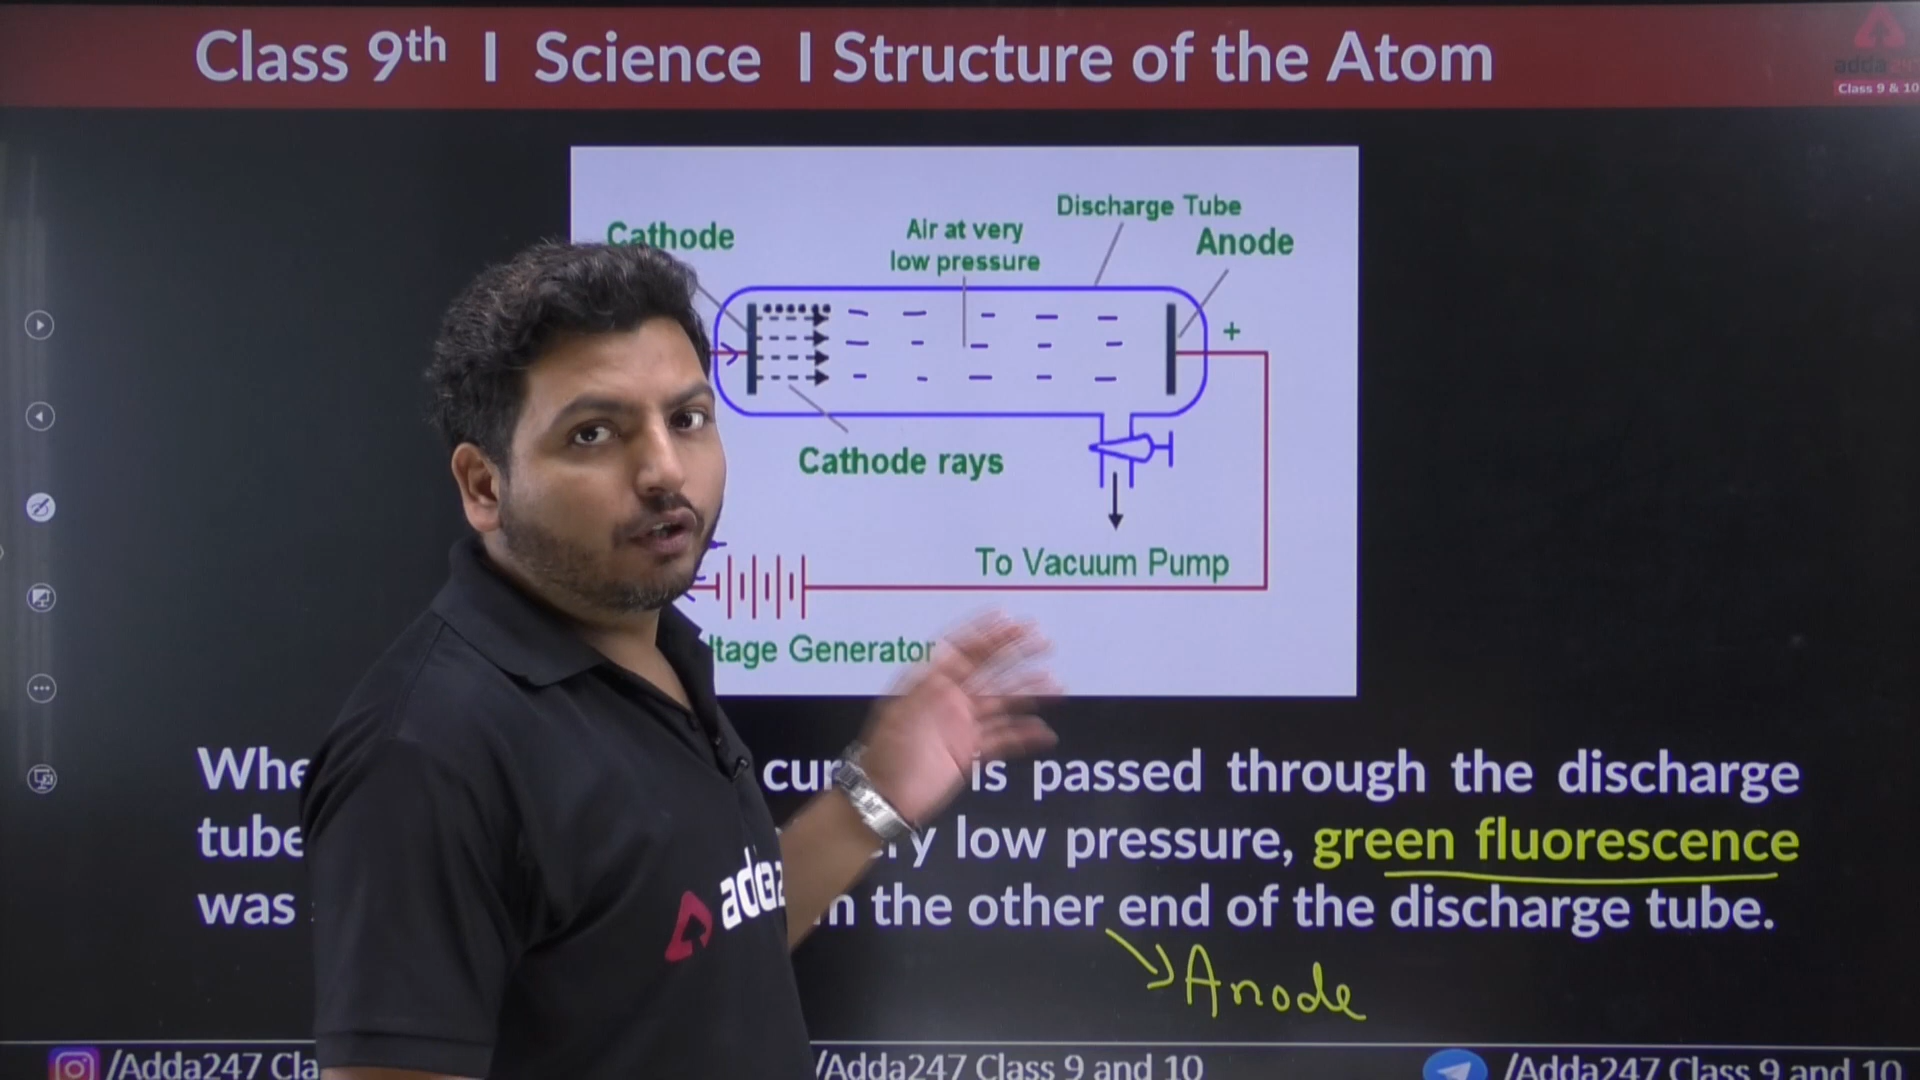 Class 9th | Science | Structure of the Atom
adda
Class 9 & 10
Discharge Tube
Cathode
Air at very
low pressure
Anode
+
Cathode rays
To Vacuum Pump
ltage Generator
Whe cur is passed through the discharge
tube ry low pressure, green fluorescence
was the other end of the discharge tube.
Anode
/Adda247 Cla /Adda247 Class 9 and 10 /Adda247 Class 9 and 10